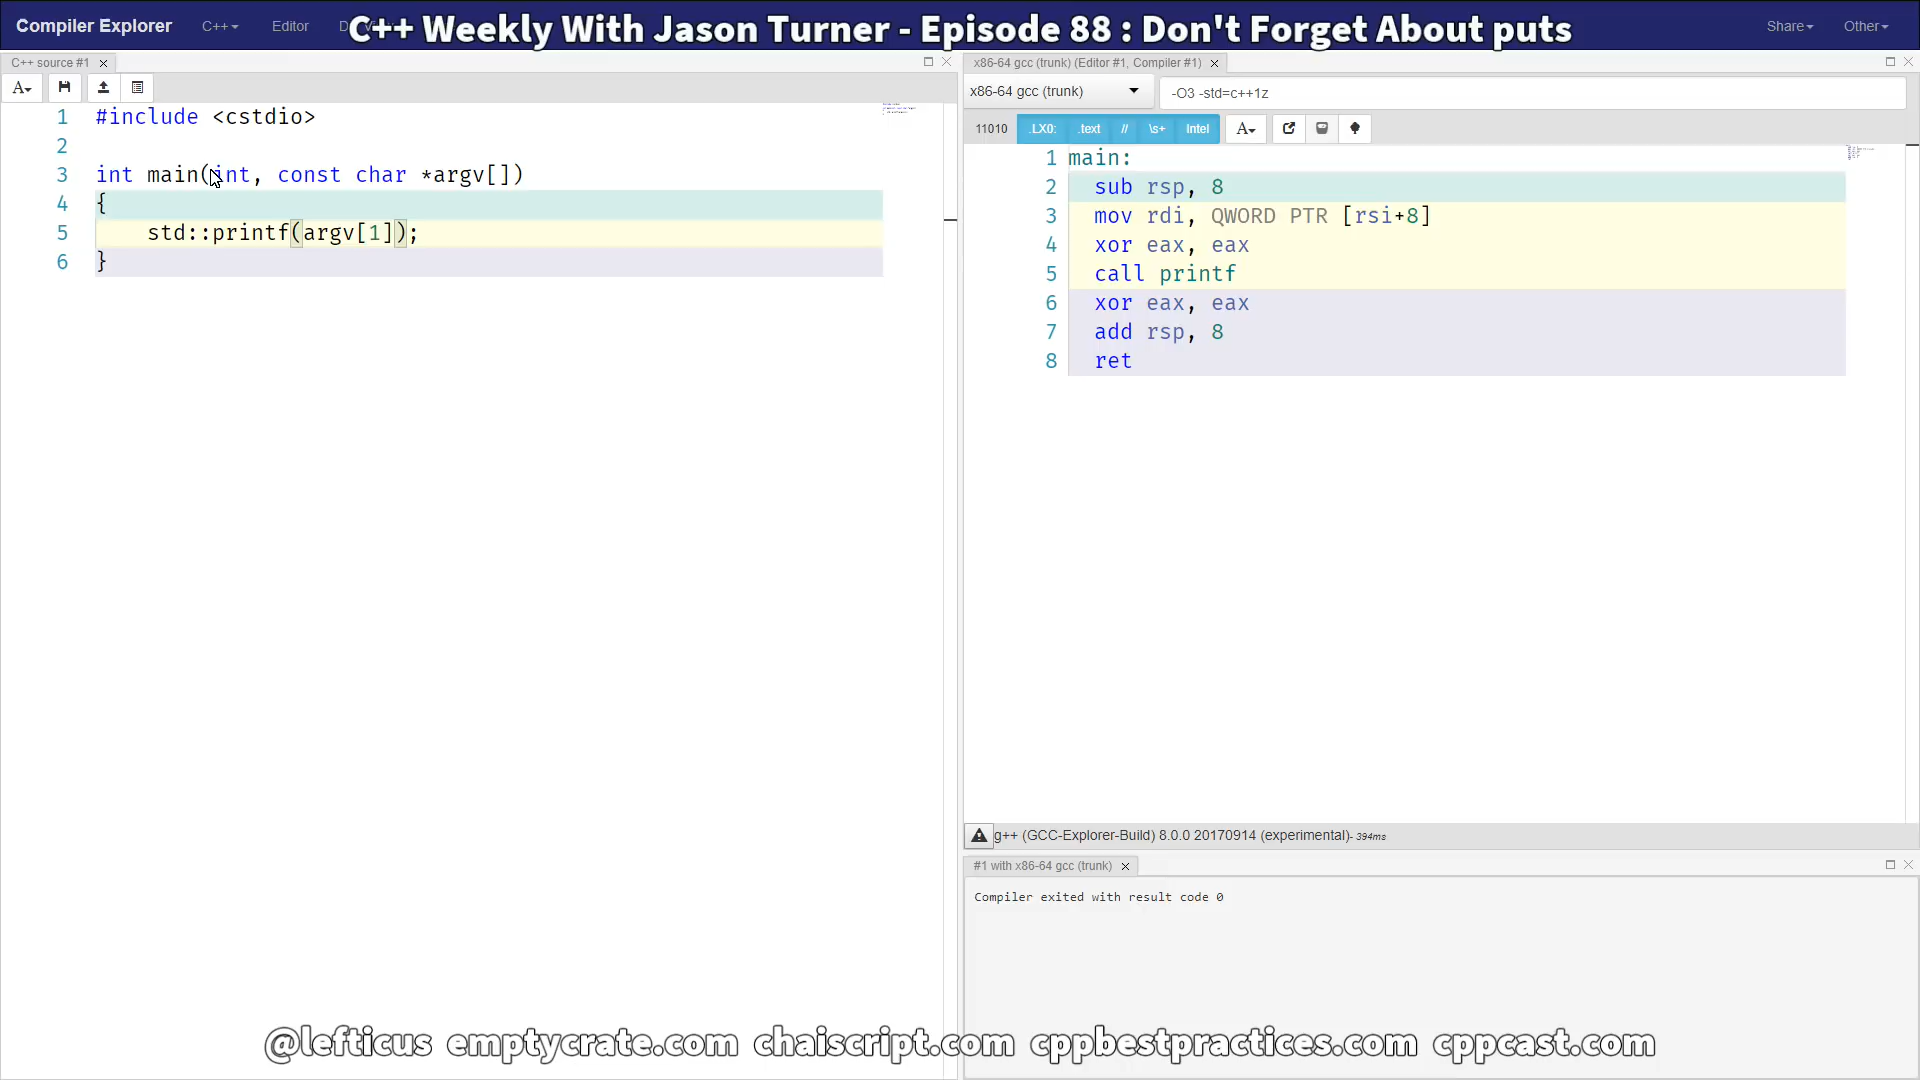 Compiler Explorer
C++
Editor
C++ Weekly With Jason Turner - Episode 88 : Don't Forget About puts
Share
Other
C++ source #1
A
1 #include <cstdio>
2
3 int main(int, const char *argv[])
4 {
5 std::printf(argv[1]);
6 }
x86-64 gcc (trunk) (Editor #1, Compiler #1)
x86-64 gcc (trunk)
-O3 -std=c++1z
11010 .LX0: .text // \s+ Intel A
1 main:
2 sub rsp, 8
3 mov rdi, QWORD PTR [rsi+8]
4 xor eax, eax
5 call printf
6 xor eax, eax
7 add rsp, 8
8 ret
g++ (GCC-Explorer-Build) 8.0.0 20170914 (experimental)- 394ms
#1 with x86-64 gcc (trunk)
Compiler exited with result code 0
@lefticus emptycrate.com chaiscript.com cppbestpractices.com cppcast.com